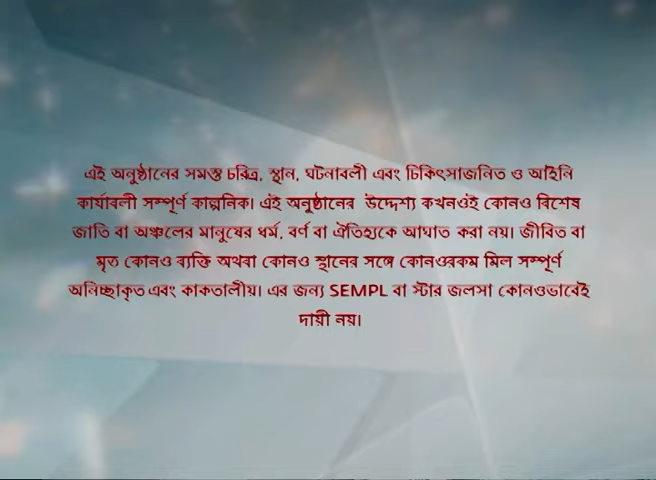 এই অনুষ্ঠানের সমস্ত চরিত্র, স্থান, ঘটনাবলী এবং চিকিৎসাজনিত ও আইনি
কার্যাবলী সম্পূর্ণ কাল্পনিক। এই অনুষ্ঠানের উদ্দেশ্য কখনওই কোনও বিশেষ
জাতি বা অঞ্চলের মানুষের ধর্ম, বর্ণ বা ঐতিহ্যকে আঘাত করা নয়। জীবিত বা
মৃত কোনও ব্যক্তি অথবা কোনও স্থানের সঙ্গে কোনওরকম মিল সম্পূর্ণ
অনিচ্ছাকৃত এবং কাকতালীয়। এর জন্য SEMPL বা স্টার জলসা কোনওভাবেই
দায়ী নয়।